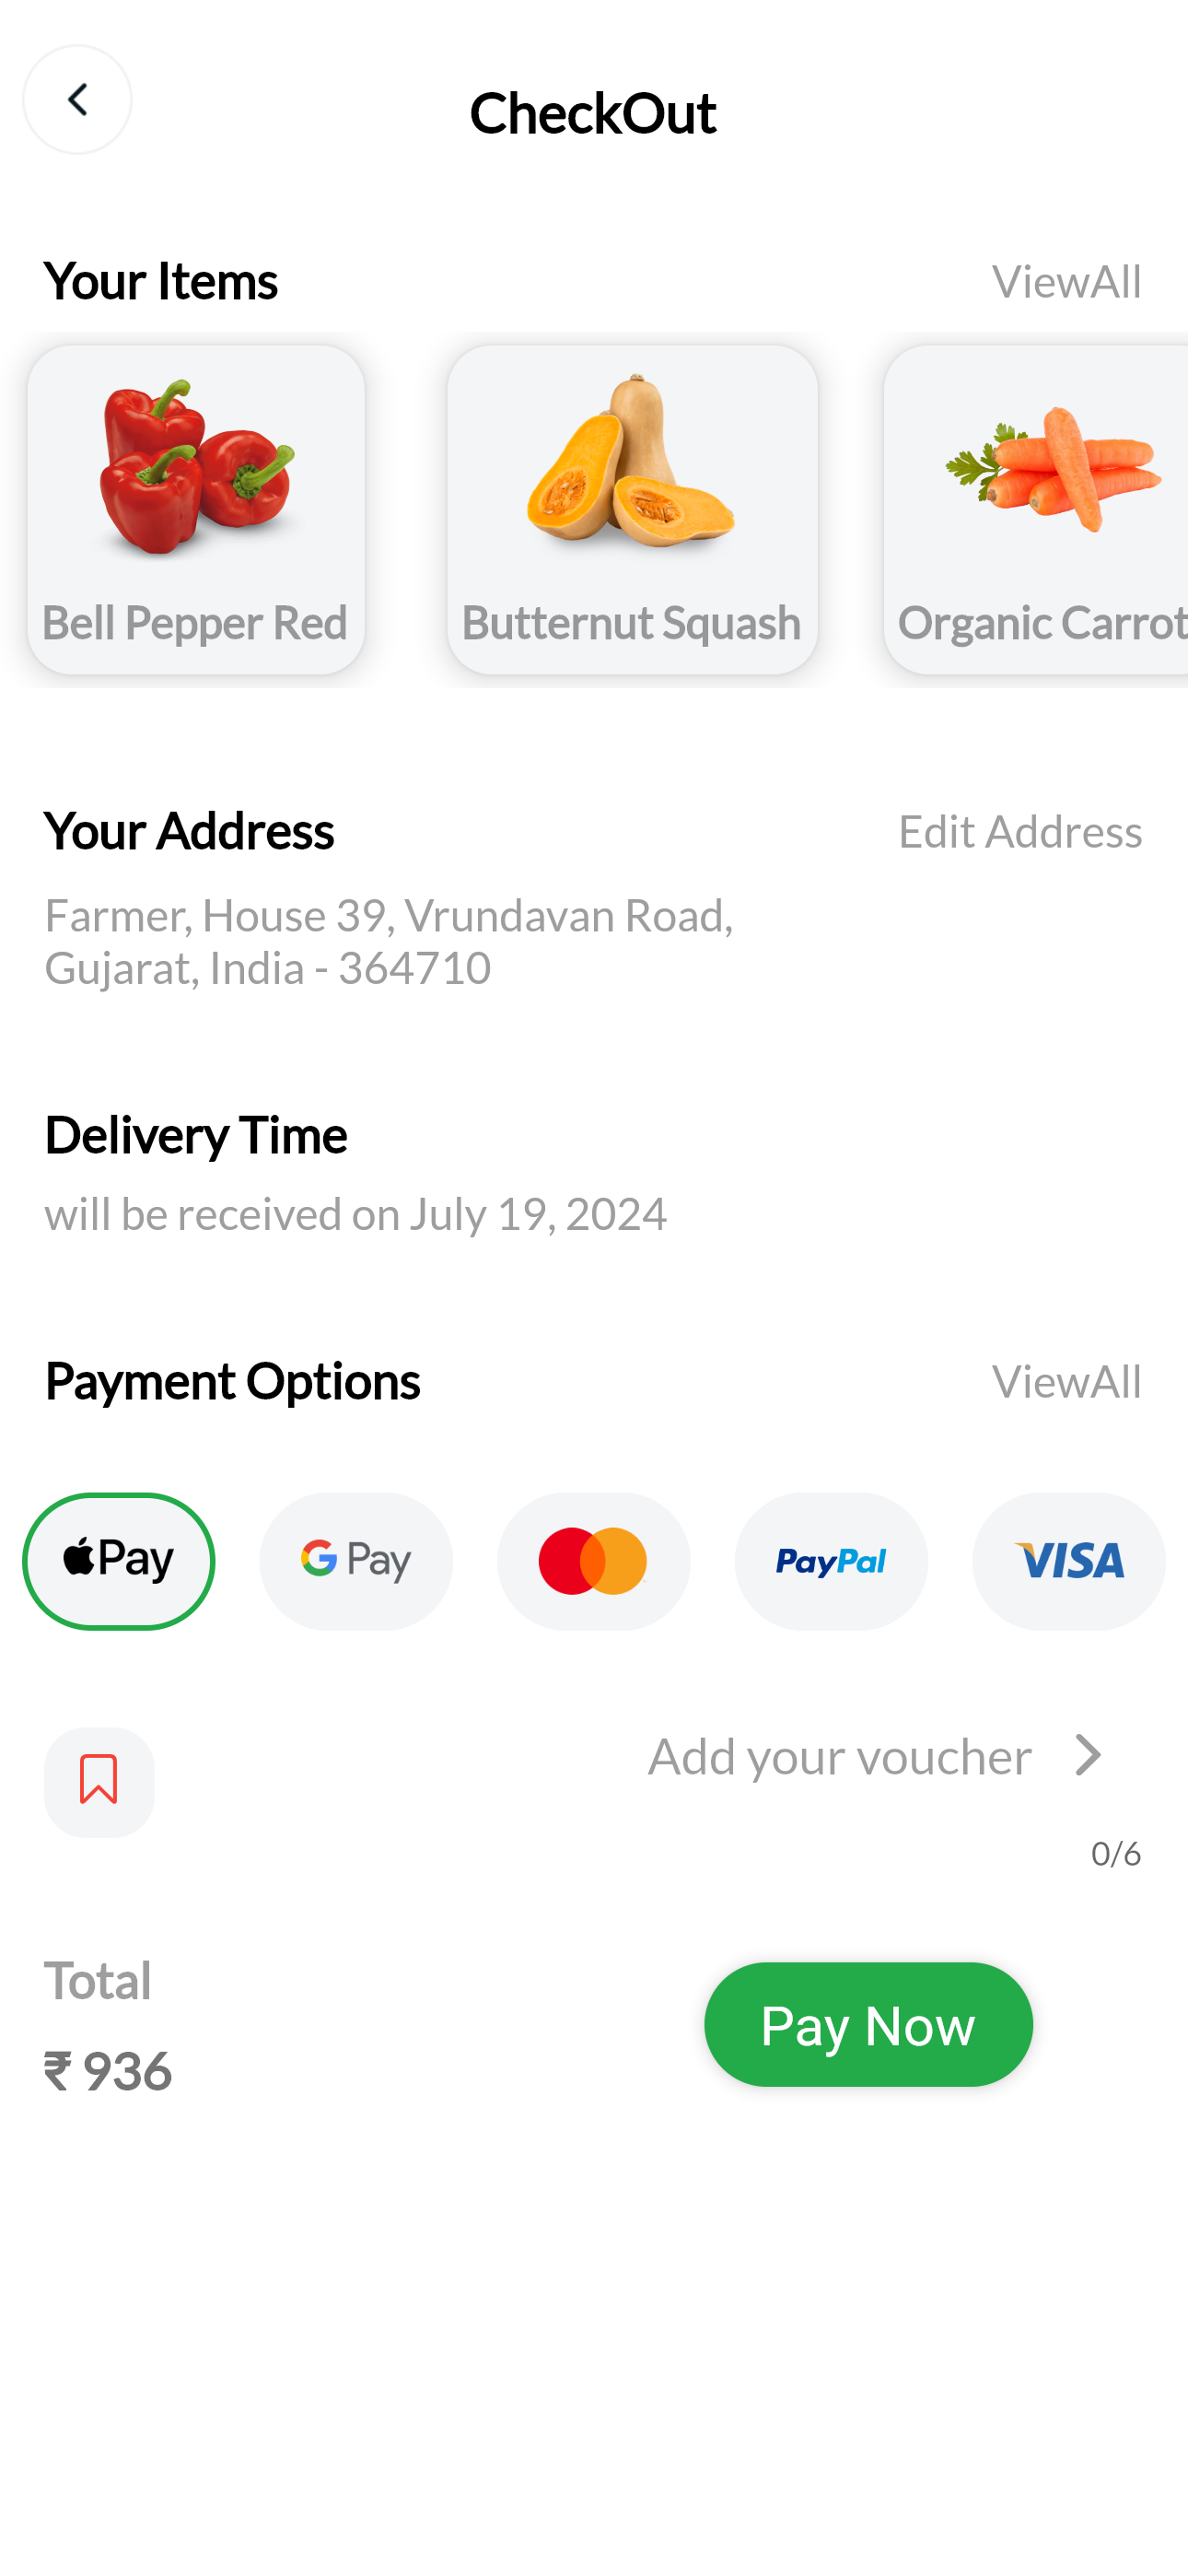 CheckOut
Your Items
ViewAll
Bell Pepper Red
Butternut Squash
Organic Carrot
Your Address
Edit Address
Farmer, House 39, Vrundavan Road,
Gujarat, India - 364710
Delivery Time
will be received on July 19, 2024
Payment Options
ViewAll
Pay
G Pay
PayPal
VISA
Add your voucher
0/6
Total
₹ 936
Pay Now